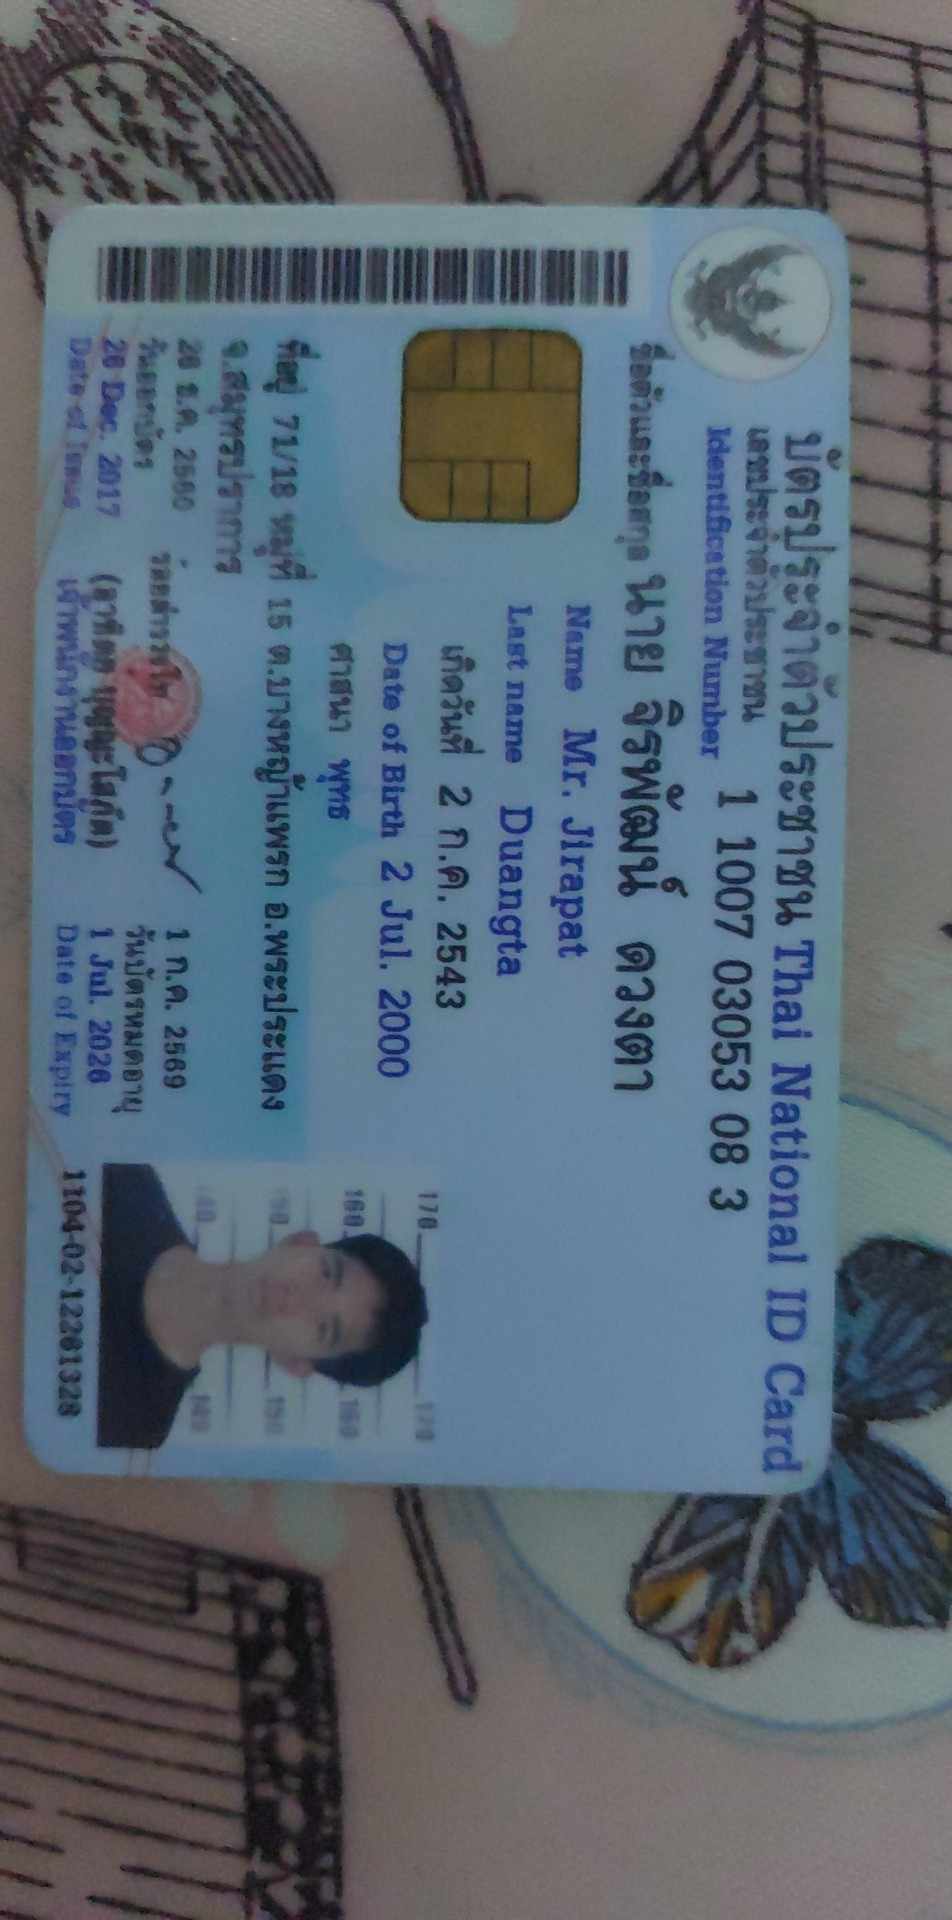 บัตรประจำตัวประชาชน Thai National ID Card
เลขประจำตัวประชาชน
Identification Number
1 1007 03053 08 3
ชื่อตัวและชื่อสกุล นาย จิรพัฒน์ ดวงตา
Name Mr. Jirapat
Last name Duangta
เกิดวันที่ 2 ก.ค. 2543
Date of Birth 2 Jul. 2000
ศาสนา พุทธ
ที่อยู่ 71/18 หมู่ที่ 15 ต.บางหญ้าแพรก อ.พระประแดง
จ.สมุทรปราการ
28 ธ.ค. 2560
วันออกบัตร
28 Dec. 2017
Date of Issue
เจ้าพนักงานออกบัตร
1 ก.ค. 2569
วันบัตรหมดอายุ
1 Jul. 2026
Date of Expiry
170 170
160 160
150
140
1104-02-12281328